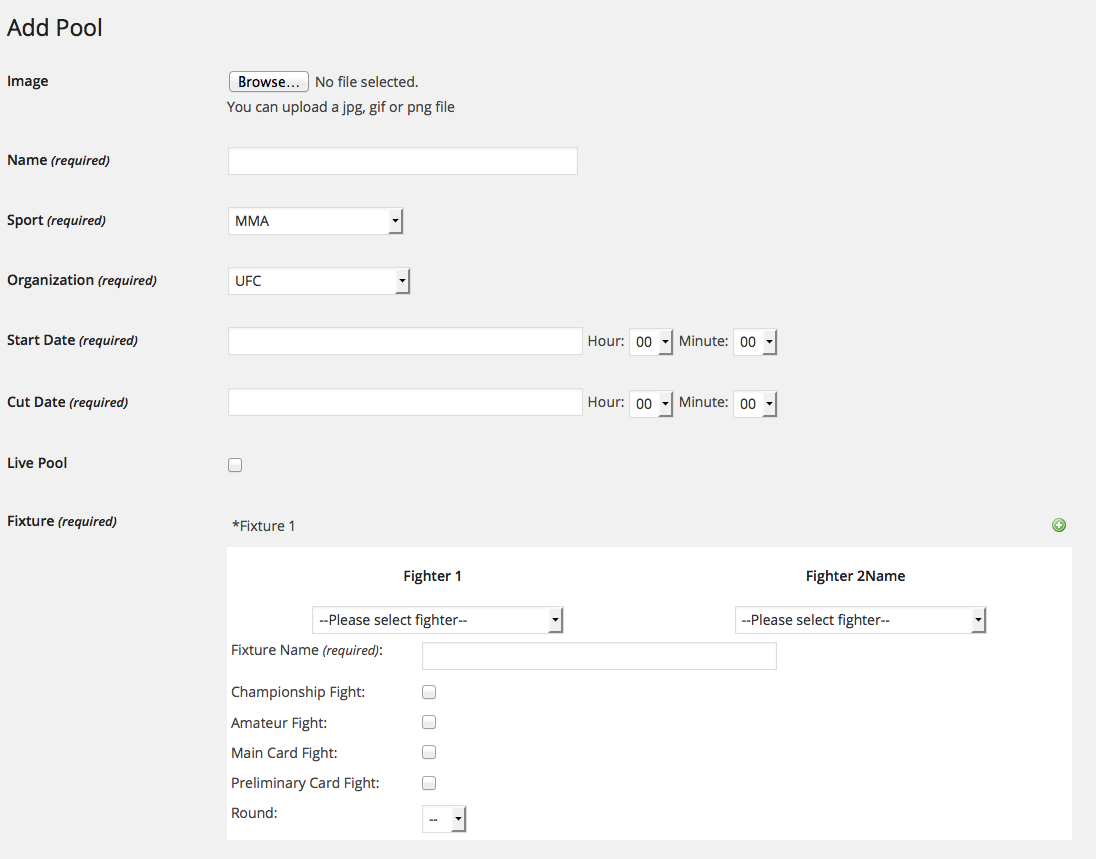 Add Pool
Image Browse... No file selected.
You can upload a jpg, gif or png file
Name (required)
Sport (required) MMA
Organization (required) UFC
Start Date (required) Hour: 00 Minute: 00
Cut Date (required) Hour: 00 Minute: 00
Live Pool
Fixture (required) *Fixture 1
Fighter 1 Fighter 2Name
--Please select fighter-- --Please select fighter--
Fixture Name (required):
Championship Fight:
Amateur Fight:
Main Card Fight:
Preliminary Card Fight:
Round: --